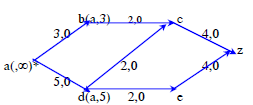 b(a,3) 2,0 c
3,0 4,0
a(,∞)* 2,0 z
5,0 4,0
d(a,5) 2,0 e